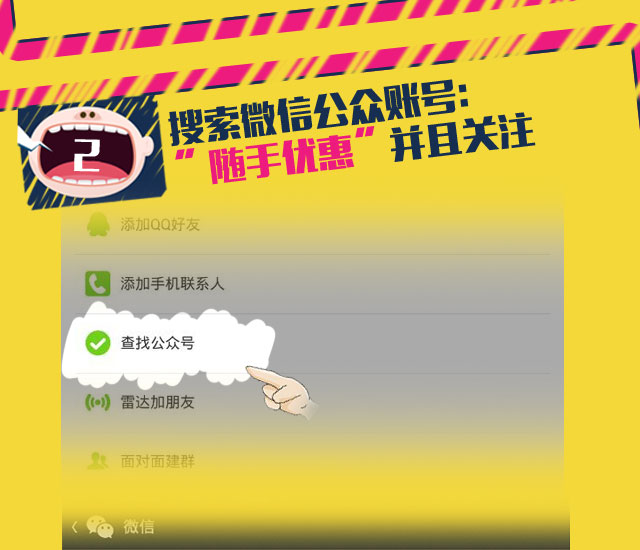 2
搜索微信公众账号:
"随手优惠"并且关注
添加QQ好友
添加手机联系人
查找公众号
雷达加朋友
面对面建群
微信